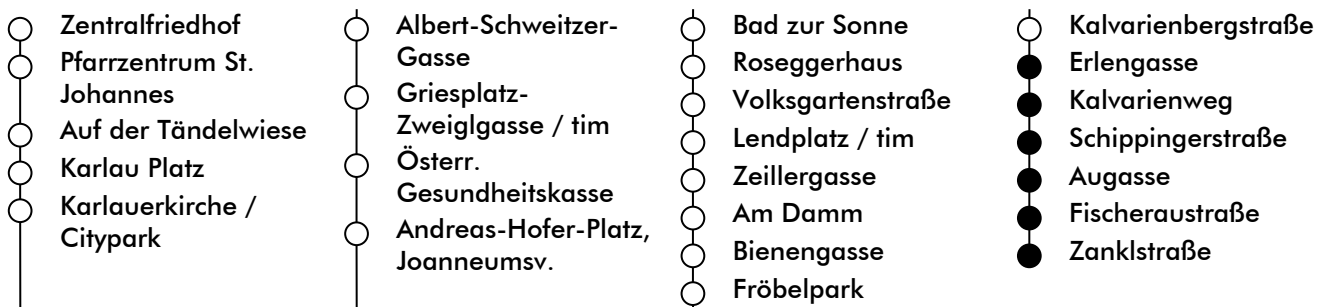 Zentralfriedhof
Pfarrzentrum St.
Johannes
Auf der Tändelwiese
Karlau Platz
Karlauerkirche /
Citypark
Albert-Schweitzer-
Gasse
Griesplatz-
Zweiglgasse / tim
Österr.
Gesundheitskasse
Andreas-Hofer-Platz,
Joanneumsv.
Bad zur Sonne
Roseggerhaus
Volksgartenstraße
Lendplatz / tim
Zeillergasse
Am Damm
Bienengasse
Fröbelpark
Kalvarienbergstraße
Erlengasse
Kalvarienweg
Schippingerstraße
Augasse
Fischeraustraße
Zanklstraße